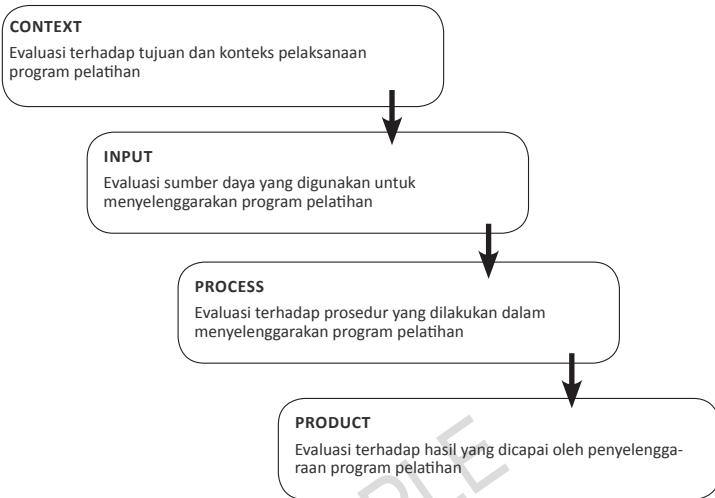 CONTEXT
Evaluasi terhadap tujuan dan konteks pelaksanaan
program pelatihan
INPUT
Evaluasi sumber daya yang digunakan untuk
menyelenggarakan program pelatihan
PROCESS
Evaluasi terhadap prosedur yang dilakukan dalam
menyelenggarakan program pelatihan
PRODUCT
Evaluasi terhadap hasil yang dicapai oleh penyelengga-
raan program pelatihan
PLE